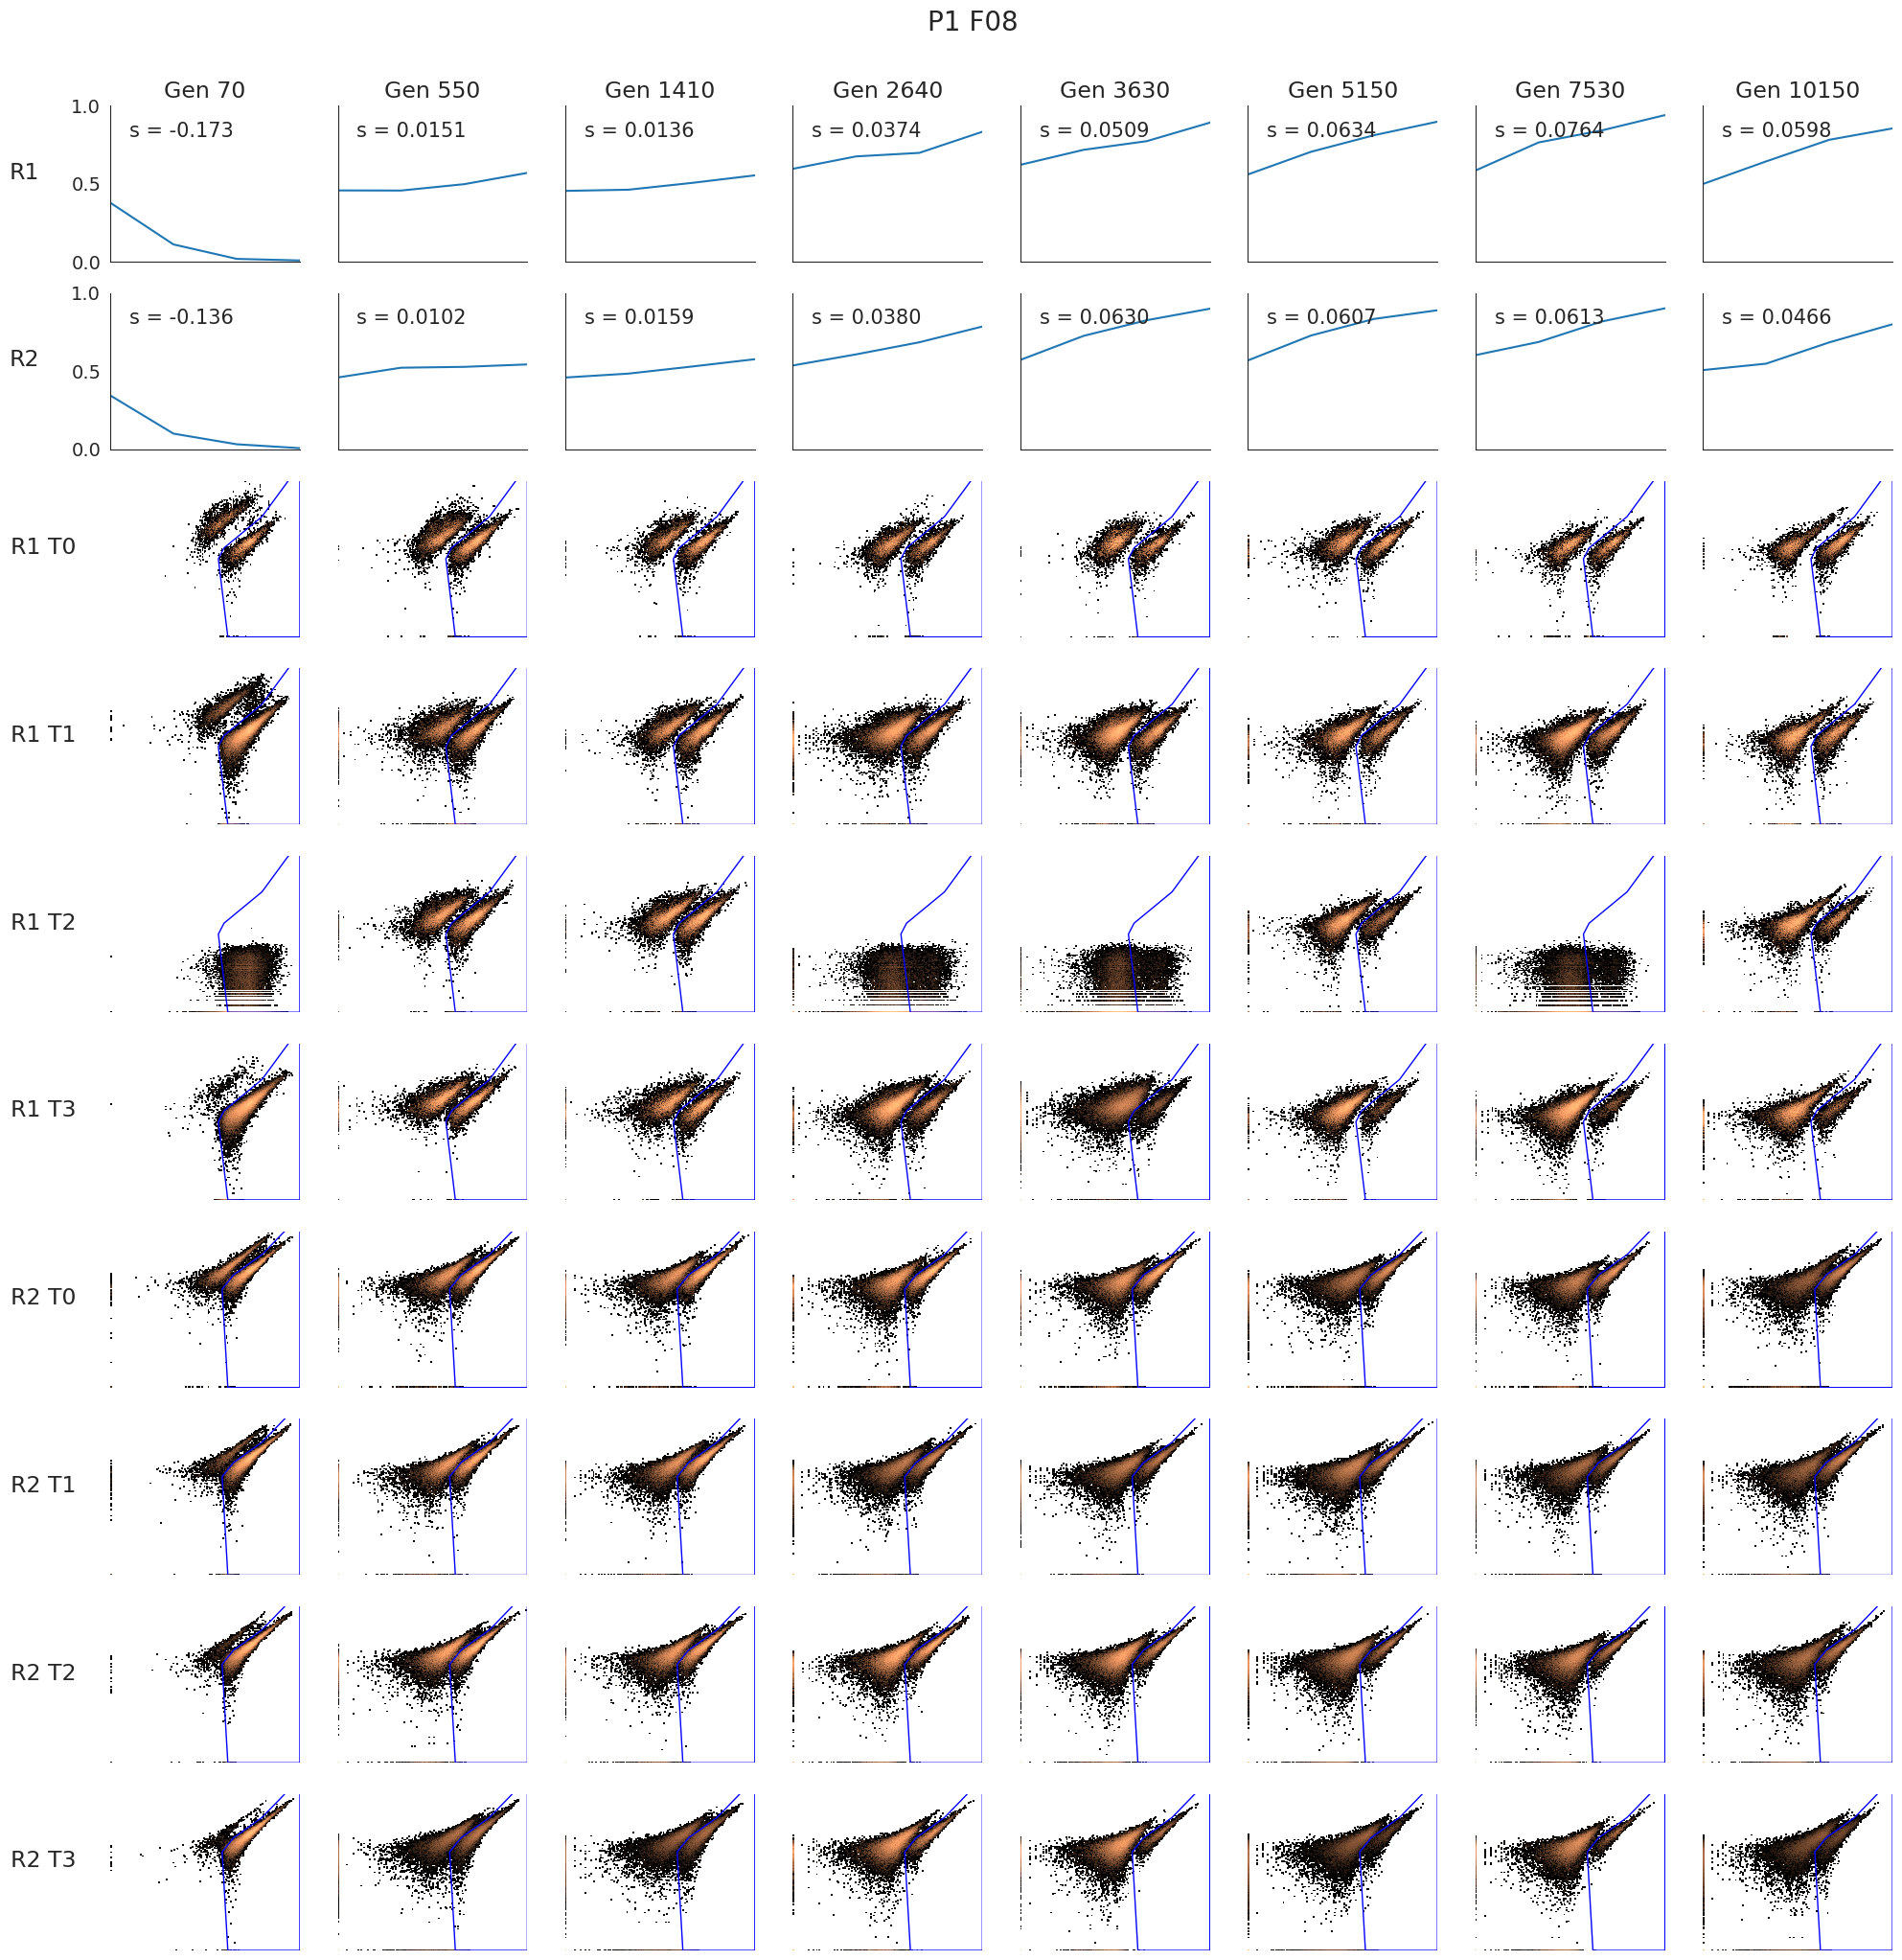 P1 F08
Gen 70 Gen 550 Gen 1410 Gen 2640 Gen 3630 Gen 5150 Gen 7530 Gen 10150
R1 1.0 0.5 0.0 s = -0.173 s = 0.0151 s = 0.0136 s = 0.0374 s = 0.0509 s = 0.0634 s = 0.0764 s = 0.0598
R2 1.0 0.5 0.0 s = -0.136 s = 0.0102 s = 0.0159 s = 0.0380 s = 0.0630 s = 0.0607 s = 0.0613 s = 0.0466
R1 T0
R1 T1
R1 T2
R1 T3
R2 T0
R2 T1
R2 T2
R2 T3